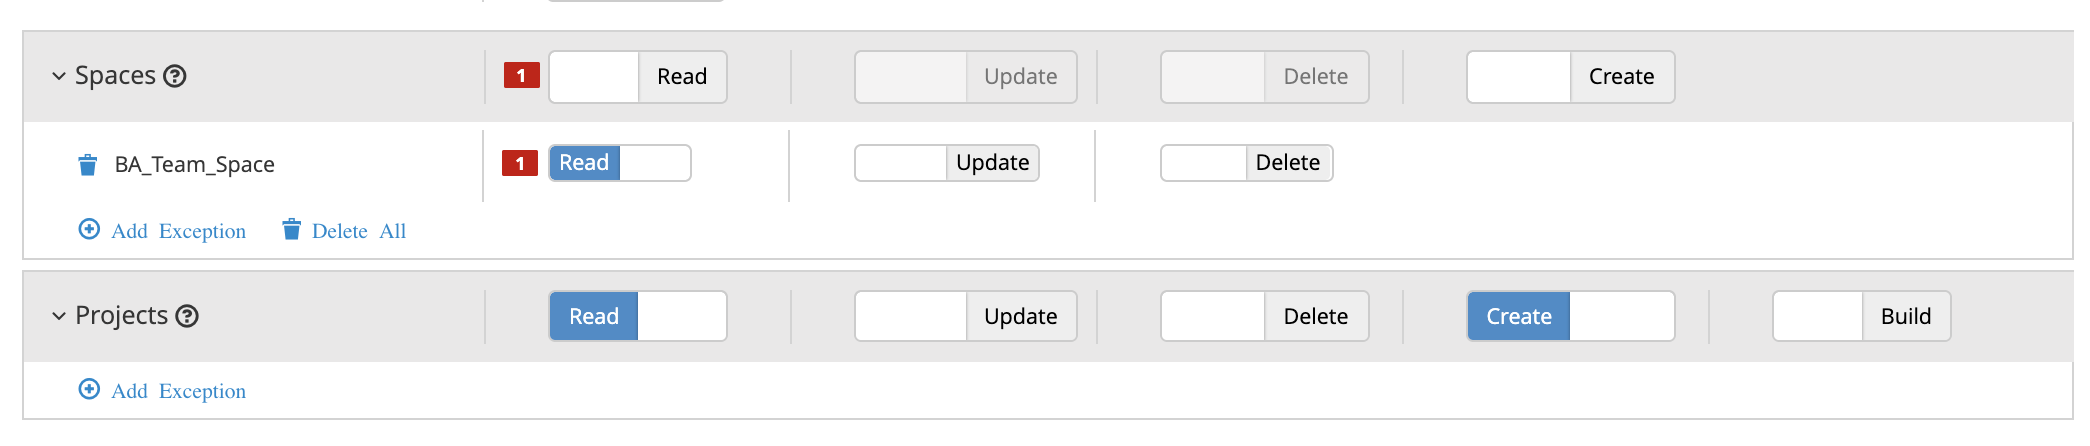 Spaces ? 1 Read Update Delete Create
BA_Team_Space 1 Read Update Delete
Add Exception Delete All
Projects ? Read Update Delete Create Build
Add Exception